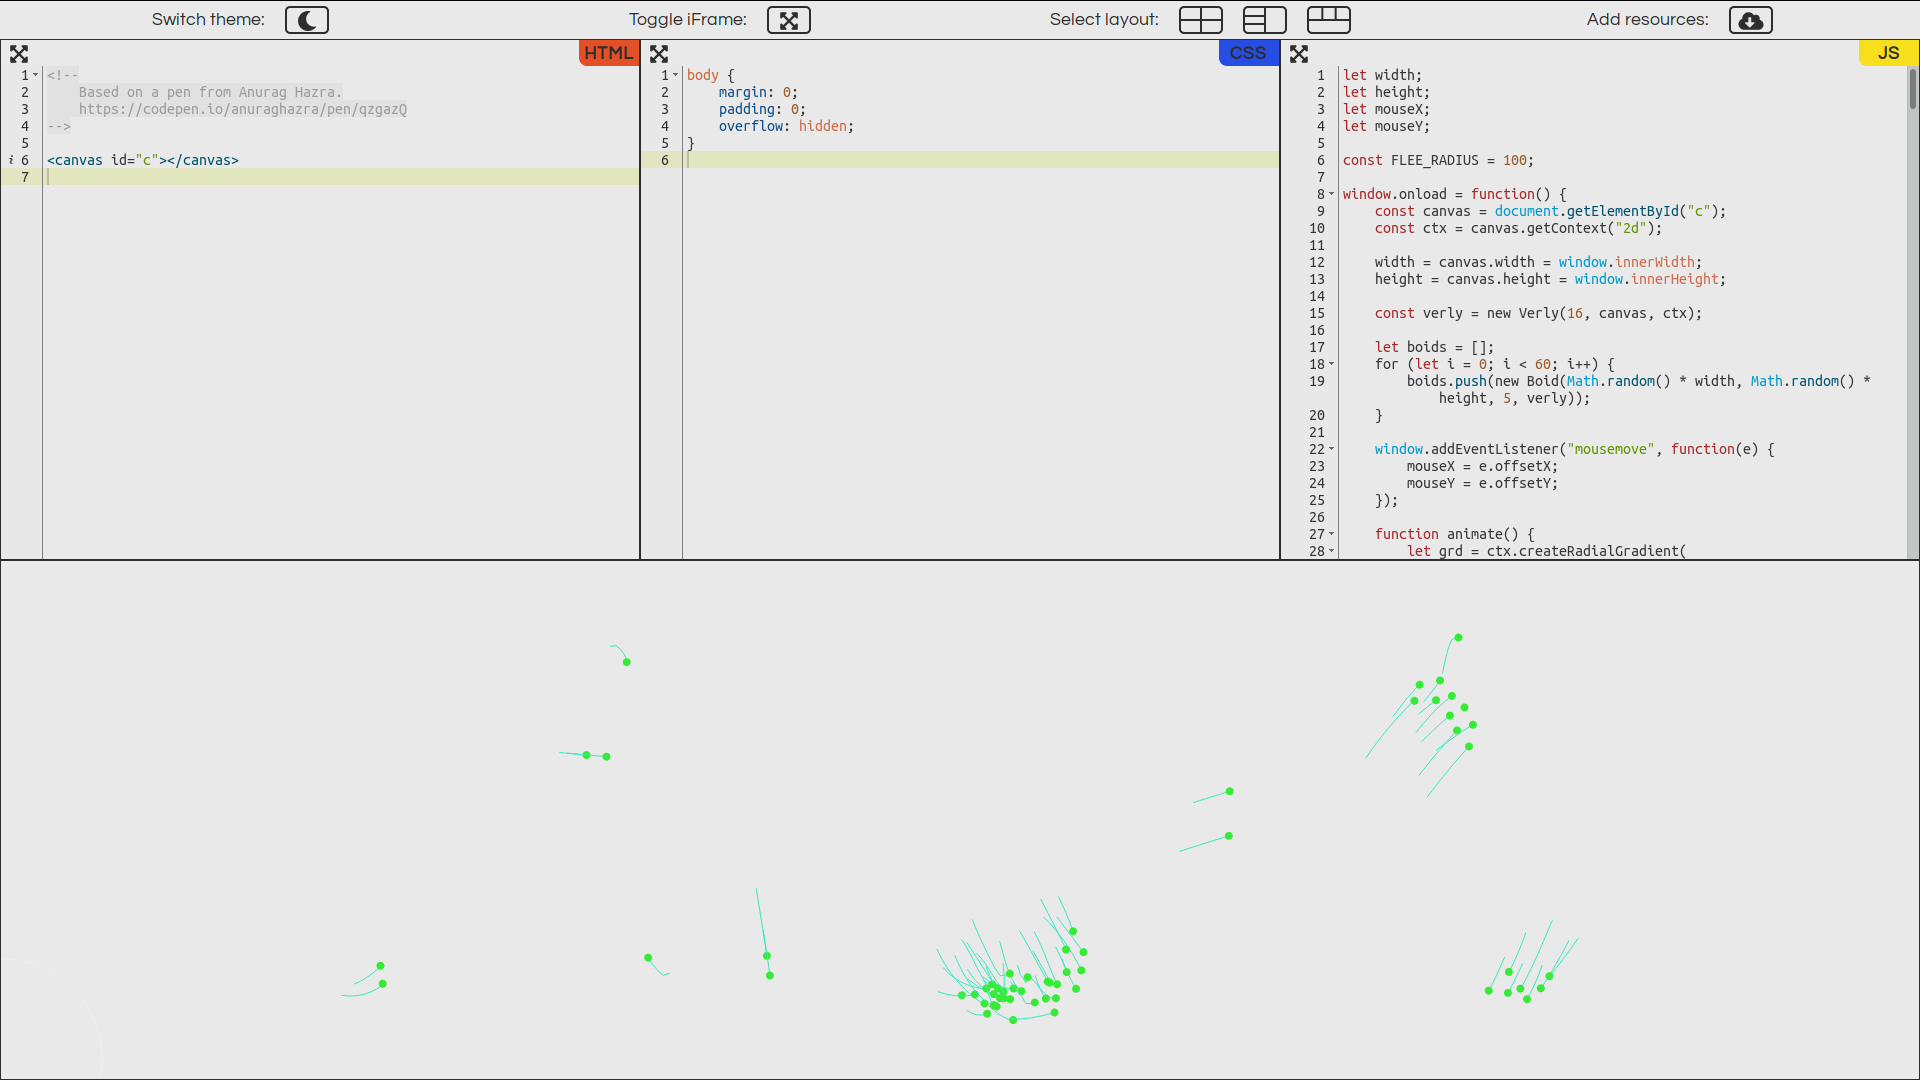 Switch theme:
Toggle iFrame:
Select layout:
Add resources:
HTML
1 <!--
2 Based on a pen from Anurag Hazra.
3 https://codepen.io/anuraghazra/pen/qzgazQ
4 -->
5
i 6 <canvas id="c"></canvas>
7
CSS
1 body {
2 margin: 0;
3 padding: 0;
4 overflow: hidden;
5 }
6
JS
1 let width;
2 let height;
3 let mouseX;
4 let mouseY;
5
6 const FLEE_RADIUS = 100;
7
8 window.onload = function() {
9 const canvas = document.getElementById("c");
10 const ctx = canvas.getContext("2d");
11
12 width = canvas.width = window.innerWidth;
13 height = canvas.height = window.innerHeight;
14
15 const verly = new Verly(16, canvas, ctx);
16
17 let boids = [];
18 for (let i = 0; i < 60; i++) {
19 boids.push(new Boid(Math.random() * width, Math.random() *
height, 5, verly));
20 }
21
22 window.addEventListener("mousemove", function(e) {
23 mouseX = e.offsetX;
24 mouseY = e.offsetY;
25 });
26
27 function animate() {
28 let grd = ctx.createRadialGradient(